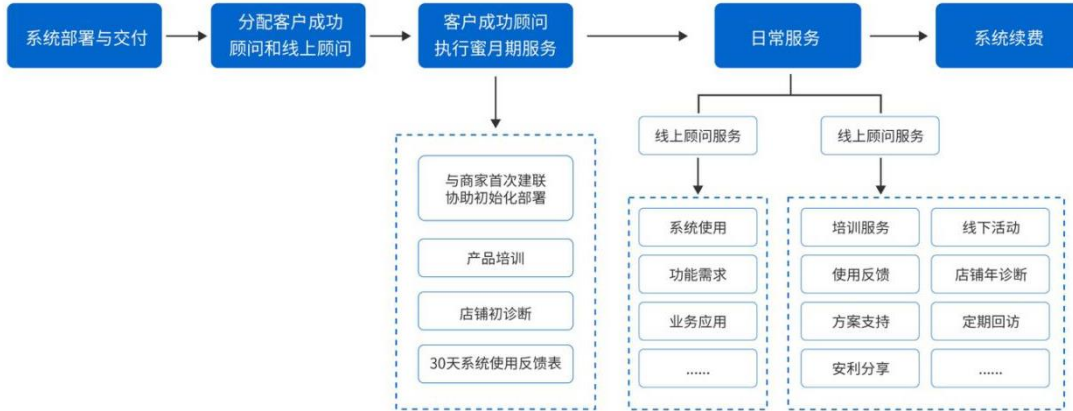 系统部署与交付
分配客户成功
顾问和线上顾问
客户成功顾问
执行蜜月期服务
日常服务
系统续费
与商家首次建联
协助初始化部署
产品培训
店铺初诊断
30天系统使用反馈表
线上顾问服务
系统使用
功能需求
业务应用
......
线上顾问服务
培训服务
线下活动
使用反馈
店铺年诊断
方案支持
定期回访
安利分享
......